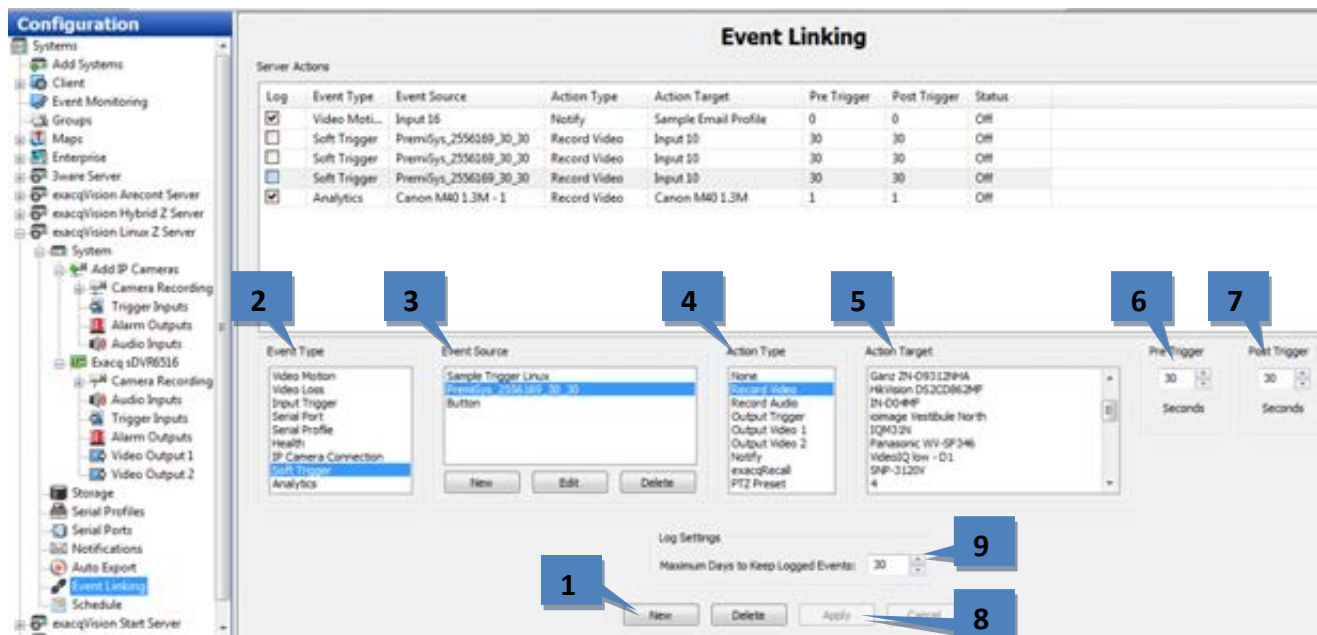 Configuration
Systems
Add Systems
Client
Event Monitoring
Groups
Maps
Enterprise
3ware Server
exacqVision Arecont Server
exacqVision Hybrid Z Server
exacqVision Linux Z Server
System
Add IP Cameras
Camera Recording
Trigger Inputs
Alarm Outputs
Audio Inputs
Exacq sDVR6516
Camera Recording
Audio Inputs
Trigger Inputs
Alarm Outputs
Video Output 1
Video Output 2
Storage
Serial Profiles
Serial Ports
Notifications
Auto Export
Event Linking
Schedule
exacqVision Start Server
Event Linking
Server Actions
Log Event Type Event Source Action Type Action Target Pre Trigger Post Trigger Status
Video Moti... Input 16 Notify Sample Email Profile 0 0 Off
Soft Trigger PremiSys_2556169_30_30 Record Video Input 10 30 30 Off
Soft Trigger PremiSys_2556169_30_30 Record Video Input 10 30 30 Off
Soft Trigger PremiSys_2556169_30_30 Record Video Input 10 30 30 Off
Analytics Canon M40 1.3M - 1 Record Video Canon M40 1.3M 1 1 Off
2 3 4 5 6 7
Event Type
Video Motion
Video Loss
Input Trigger
Serial Port
Serial Profile
Health
IP Camera Connection
Soft Trigger
Analytics
Event Source
Sample Trigger Linux
PremiSys_2556169_30_30
Button
New Edit Delete
Action Type
None
Record Video
Record Audio
Output Trigger
Output Video 1
Output Video 2
Notify
exacqRecall
PTZ Preset
Action Target
Ganz ZN-D9312NHA
HikVision DS2CD862MF
IN-D04MF
ioimage Vestibule North
IQM31N
Panasonic WV-SF346
VideoIQ low - D1
SNP-3120V
4
Pre Trigger
30
Seconds
Post Trigger
30
Seconds
Log Settings
Maximum Days to Keep Logged Events: 30
9
1
New Delete Apply Cancel
8